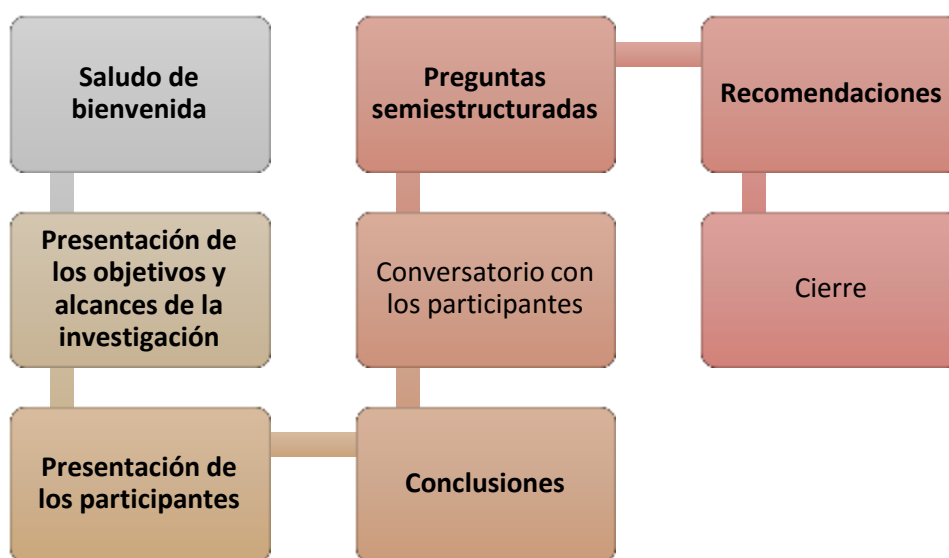 Saludo de
bienvenida
Presentación de
los objetivos y
alcances de la
investigación
Presentación de
los participantes
Conclusiones
Conversatorio con
los participantes
Preguntas
semiestructuradas
Recomendaciones
Cierre